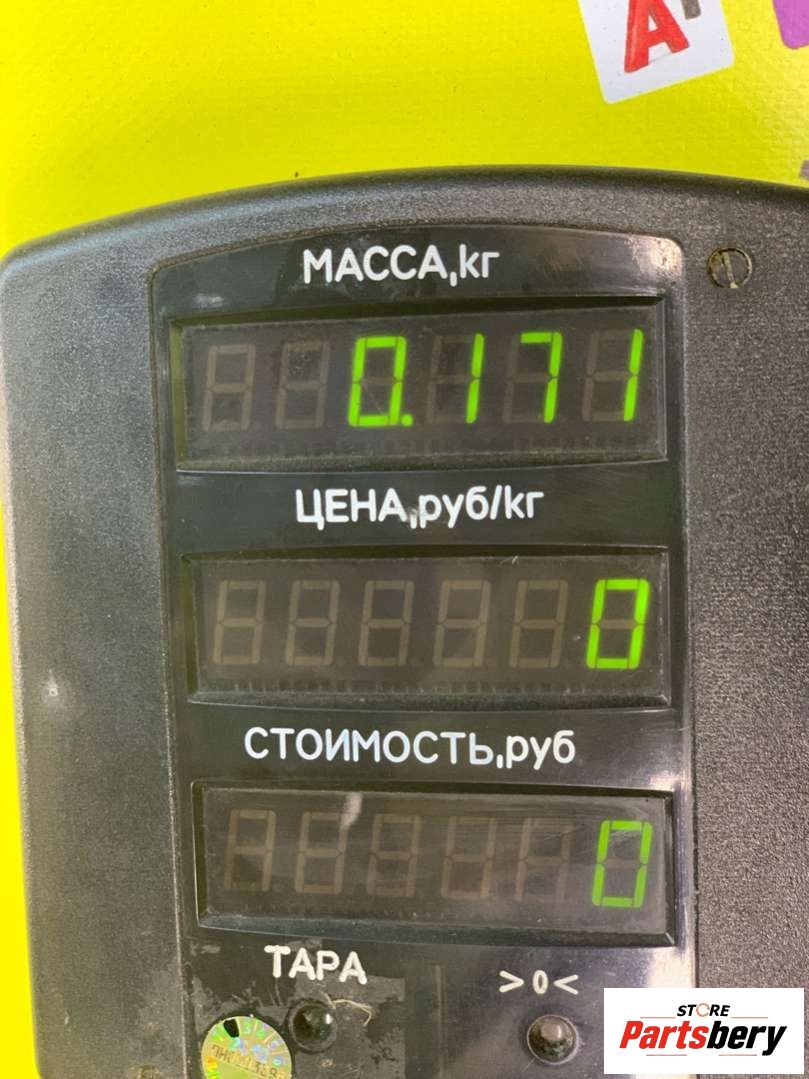 А
МАССА,кг
0.171
ЦЕНА,руб/кг
0
СТОИМОСТЬ,руб
0
ТАРА
>0<
STORE
Partsbery